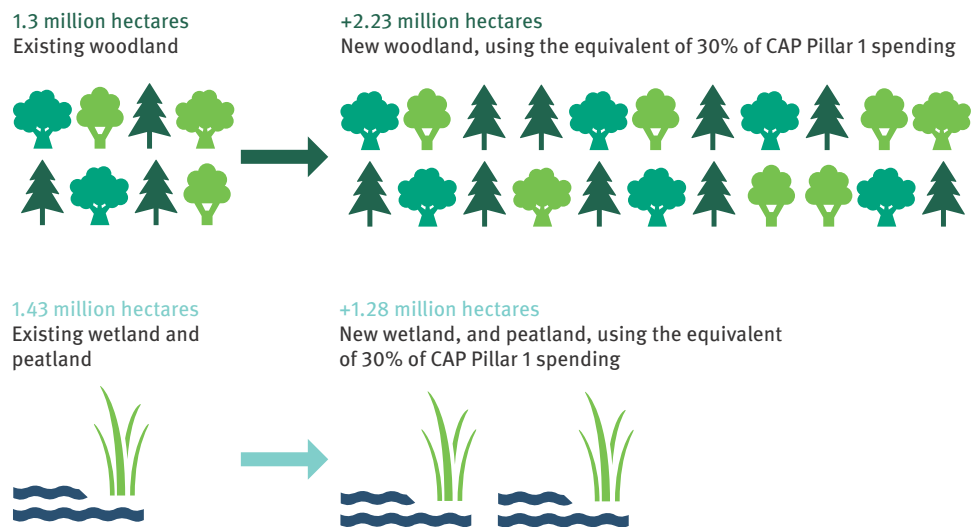 1.3 million hectares
Existing woodland
+2.23 million hectares
New woodland, using the equivalent of 30% of CAP Pillar 1 spending
1.43 million hectares
Existing wetland and
peatland
+1.28 million hectares
New wetland, and peatland, using the equivalent
of 30% of CAP Pillar 1 spending